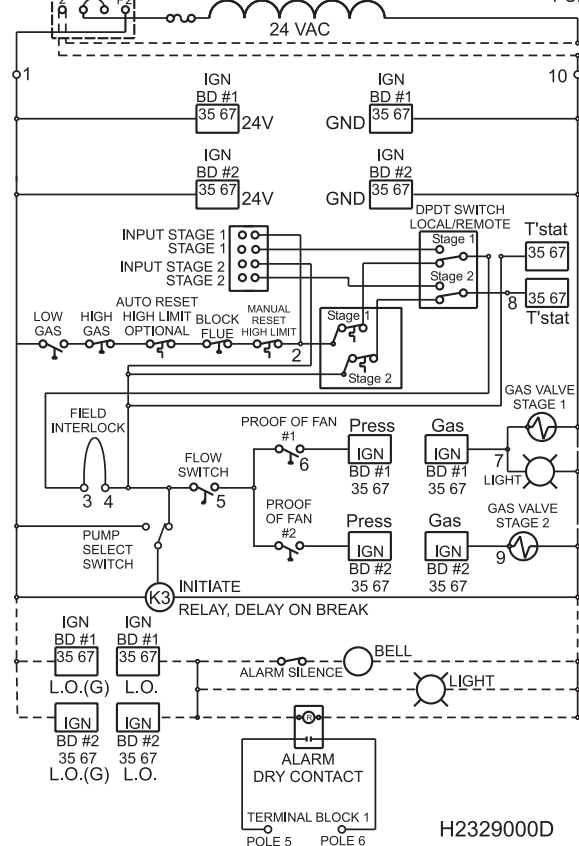 2
P2
24 VAC
1
10
IGN
BD #1
35 67
24V
IGN
BD #1
GND
35 67
IGN
BD #2
35 67
24V
IGN
BD #2
GND
35 67
DPDT SWITCH
LOCAL/REMOTE
Stage 1
Stage 2
T'stat
35 67
8
35 67
T'stat
INPUT STAGE 1
STAGE 1
INPUT STAGE 2
STAGE 2
LOW
GAS
HIGH
GAS
AUTO RESET
HIGH LIMIT
OPTIONAL
BLOCK
FLUE
MANUAL
RESET
HIGH LIMIT
2
Stage 1
Stage 2
FIELD
INTERLOCK
3 4
FLOW
SWITCH
5
PROOF OF FAN
#1
6
Press
IGN
BD #1
35 67
Gas
IGN
BD #1
35 67
GAS VALVE
STAGE 1
7
LIGHT
PROOF
OF FAN
#2
Press
IGN
BD #2
35 67
Gas
IGN
BD #2
35 67
GAS VALVE
STAGE 2
9
PUMP
SELECT
SWITCH
K3
INITIATE
RELAY, DELAY ON BREAK
IGN
BD #1
35 67
L.O.(G)
IGN
BD #1
35 67
L.O.
ALARM SILENCE
BELL
LIGHT
IGN
BD #2
35 67
L.O.(G)
IGN
BD #2
35 67
L.O.
R
ALARM
DRY CONTACT
TERMINAL BLOCK 1
POLE 5
POLE 6
H2329000D